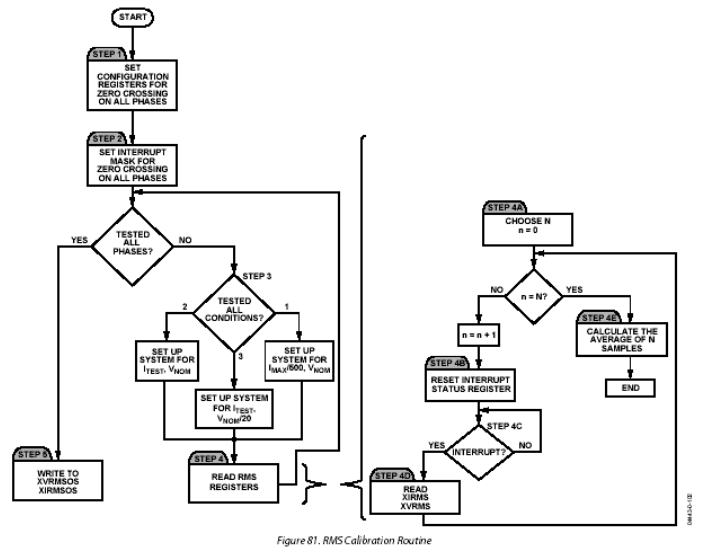 START
STEP 1
SET
CONFIGURATION
REGISTERS FOR
ZERO CROSSING
ON ALL PHASES
STEP 2
SET INTERRUPT
MASK FOR
ZERO CROSSING
ON ALL PHASES
YES
TESTED
ALL
PHASES?
NO
STEP 3
2
TESTED
ALL
CONDITIONS?
1
3
SET UP
SYSTEM FOR
ITEST, VNOM
SET UP
SYSTEM FOR
IMAX/500, VNOM
SET UP SYSTEM
FOR ITEST,
VNOM/20
STEP 4
READ RMS
REGISTERS
STEP 5
WRITE TO
XVRMSOS
XIRMSOS
STEP 4A
CHOOSE N
n = 0
NO
n = N?
YES
n = n + 1
STEP 4E
CALCULATE THE
AVERAGE OF N
SAMPLES
END
STEP 4B
RESET INTERRUPT
STATUS REGISTER
STEP 4C
YES
INTERRUPT?
NO
STEP 4D
READ
XIRMS
XVRMS
Figure 81. RMS Calibration Routine